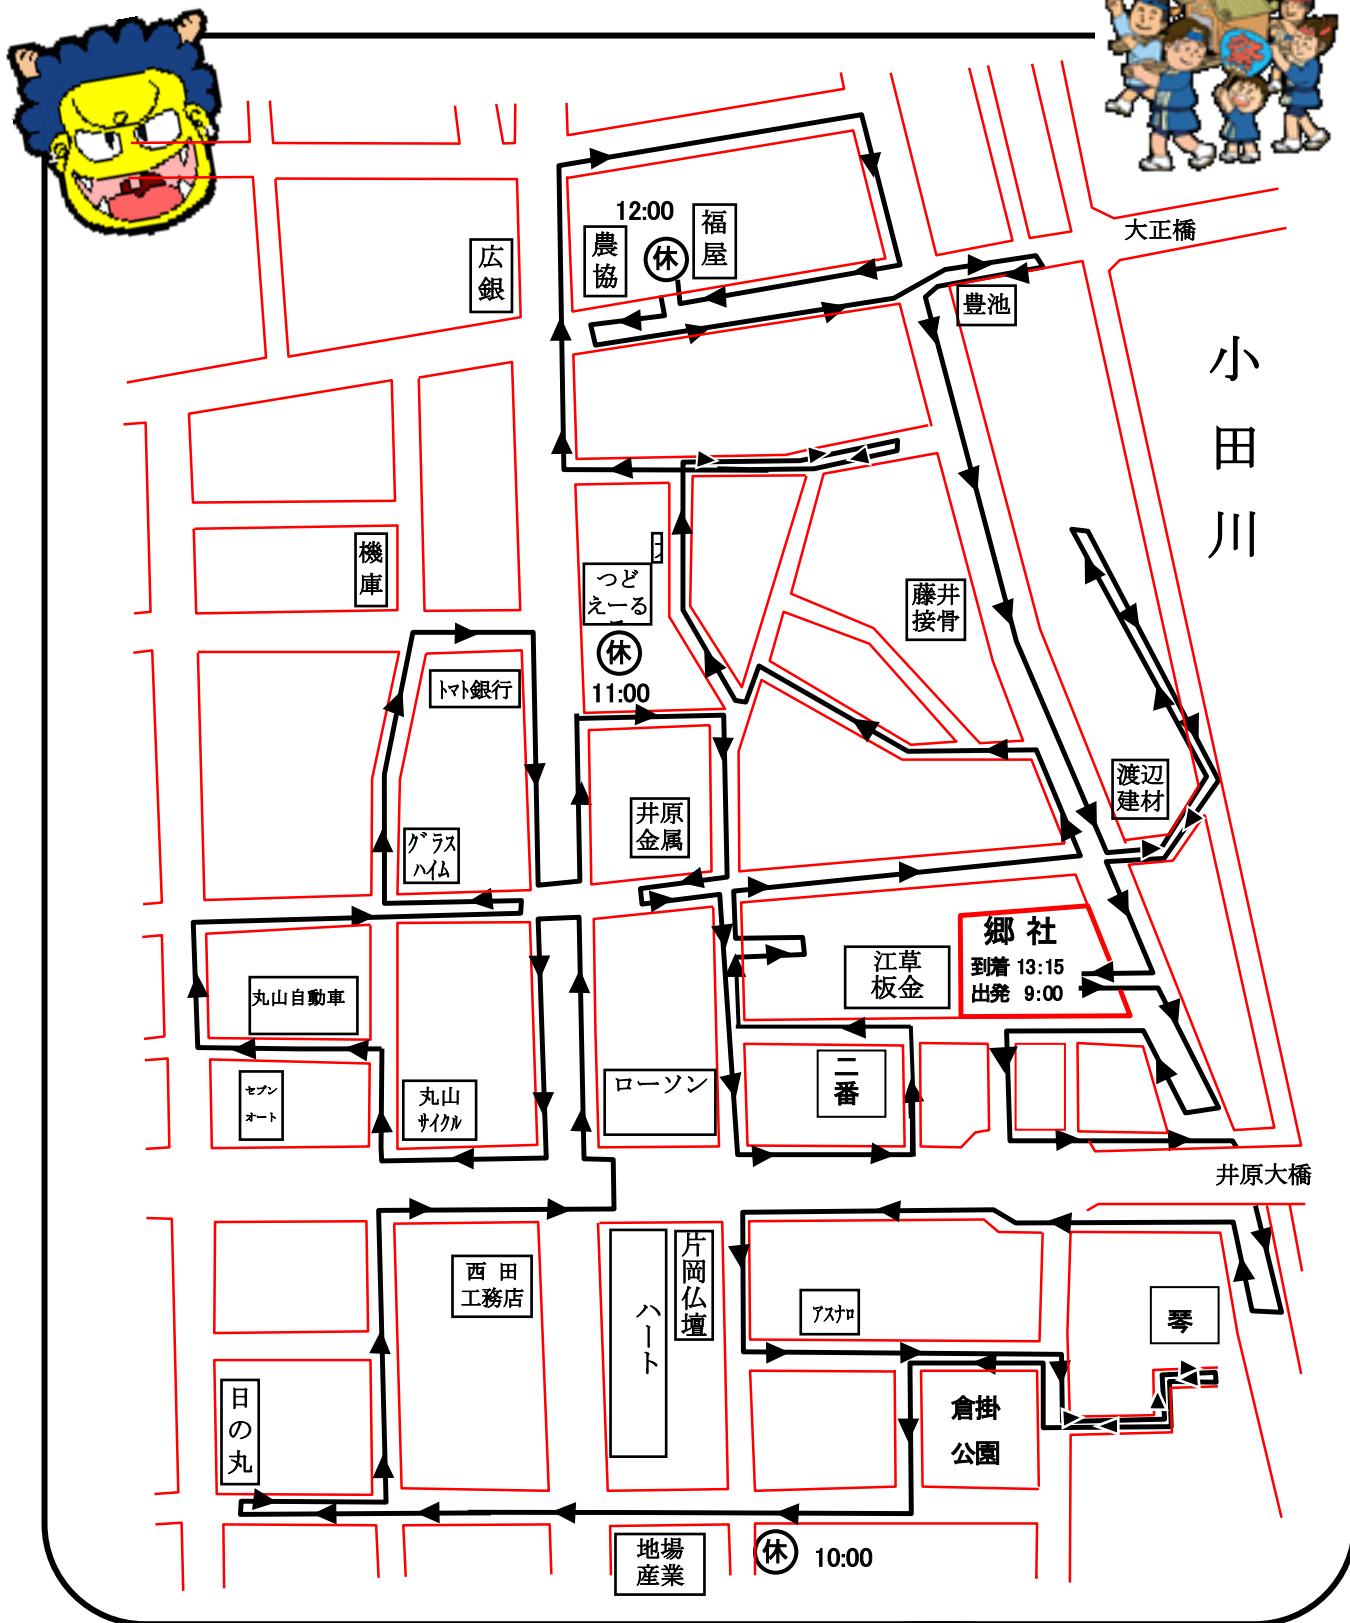 祭
大正橋
12:00
福屋
農協
休
広銀
豊池
小田川
機庫
つど
えーる
藤井
接骨
休
11:00
トマト銀行
渡辺
建材
井原
金属
グラス
ハイム
郷社
到着 13:15
出発 9:00
江草
板金
丸山自動車
二番
ローソン
セブン
オート
丸山
サイクル
井原大橋
片岡仏壇
西田
工務店
ハート
アスナロ
琴
日の丸
倉掛
公園
地場
産業
休
10:00